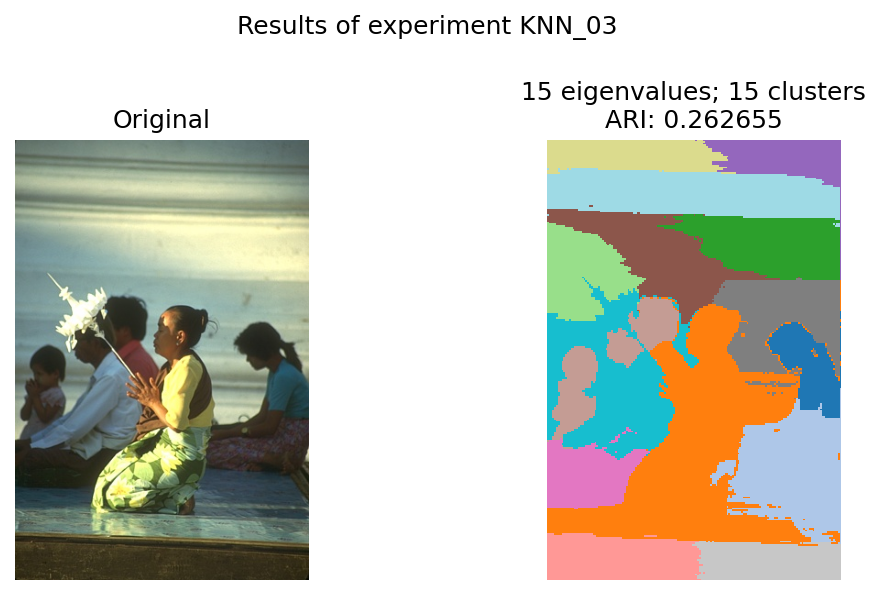 Results of experiment KNN_03
Original
15 eigenvalues; 15 clusters
ARI: 0.262655